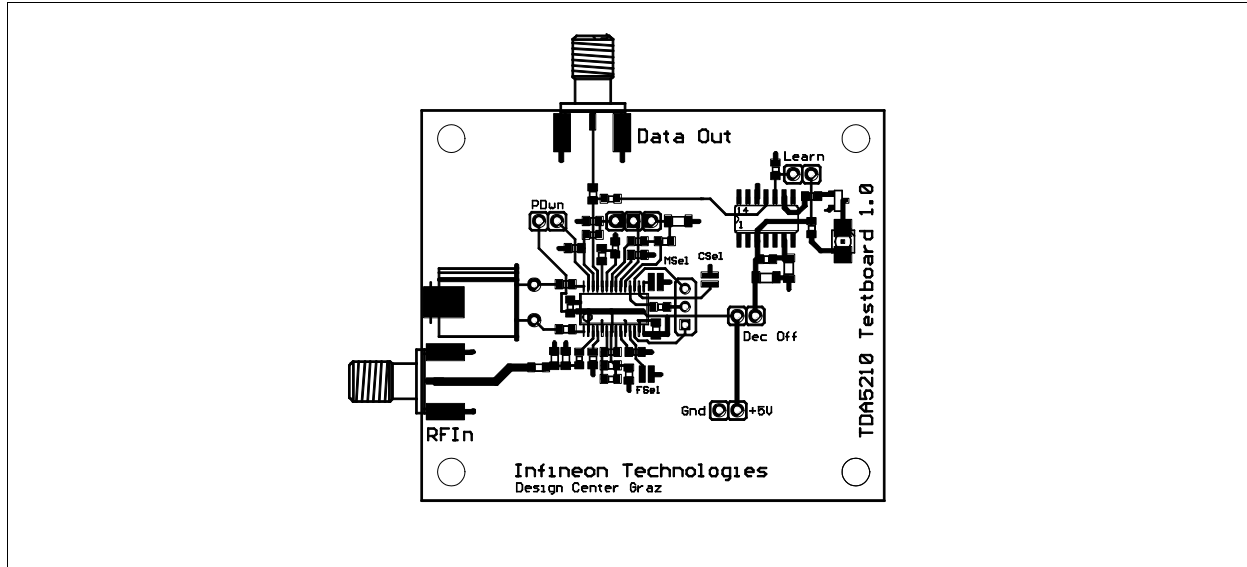 Data Out
Learn
TDA5210 Testboard 1.0
PDwn
14
1
MSel
CSel
Dec Off
FSel
Gnd
+5V
RFIn
Infineon Technologies
Design Center Graz